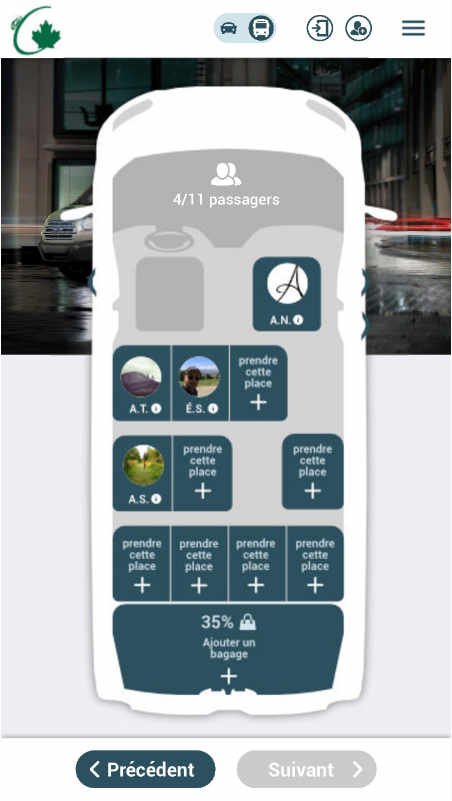 4/11 passagers
A.N.
prendre
cette
place
A.T.
É.S.
prendre
cette
place
prendre
cette
place
A.S.
prendre
cette
place
prendre
cette
place
prendre
cette
place
prendre
cette
place
35%
Ajouter un
bagage
Précédent
Suivant